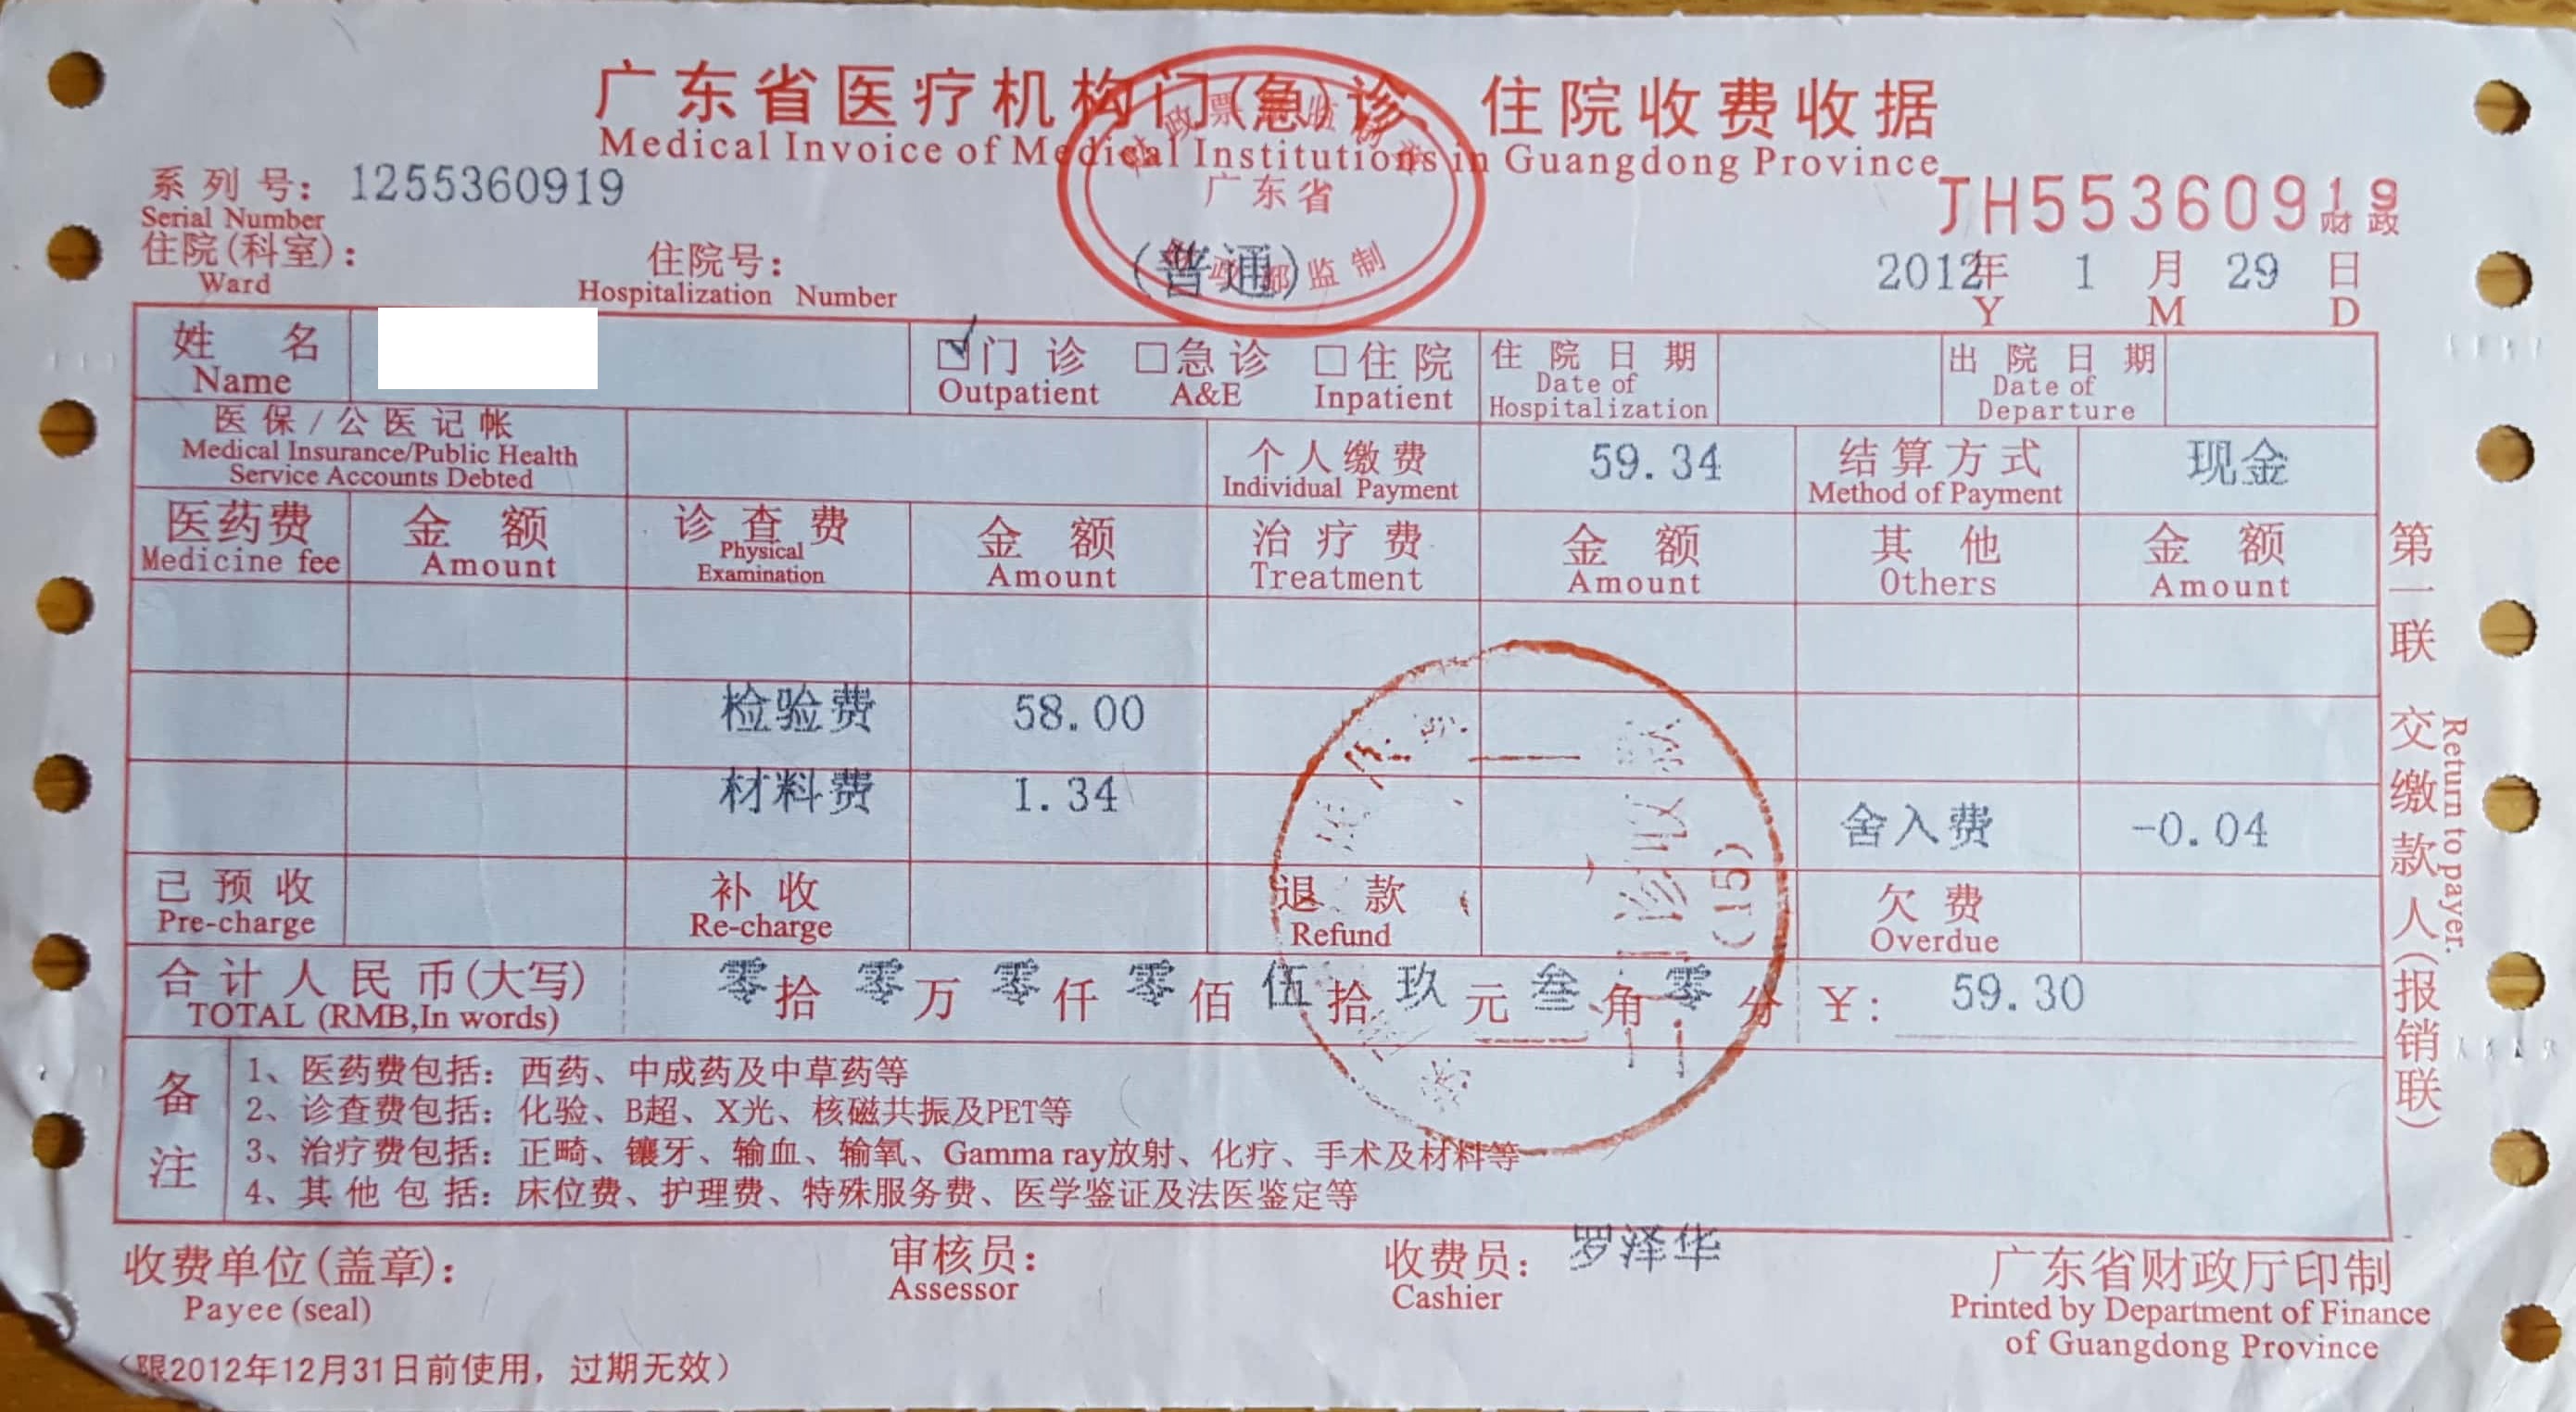 广东省医疗机构门(急)诊 住院收费收据
Medical Invoice of Medical Institutions in Guangdong Province
广东省
系列号: 1255360919
Serial Number
JH55360919
财政
住院(科室):
Ward
住院号:
Hospitalization Number
(普通)
2012年 1 月 29 日
Y M D
姓 名
Name
门诊 急诊 住院
Outpatient A&E Inpatient
住院日期
Date of
Hospitalization
出院日期
Date of
Departure
医保/公医记帐
Medical Insurance/Public Health
Service Accounts Debted
个人缴费 59.34
Individual Payment
结算方式 现金
Method of Payment
医药费 金 额 诊查费 金 额 治疗费 金 额 其 他 金 额
Medicine fee Amount Physical Examination Amount Treatment Amount Others Amount
检验费 58.00
材料费 1.34 舍入费 -0.04
已预收 补收 退款 欠费
Pre-charge Re-charge Refund Overdue
合计人民币(大写) 零拾 零万 零仟 零佰 伍拾 玖元 叁角 零分 ¥: 59.30
TOTAL (RMB,In words)
备注
1、医药费包括: 西药、中成药及中草药等
2、诊查费包括: 化验、B超、X光、核磁共振及PET等
3、治疗费包括: 正畸、镶牙、输血、输氧、Gamma ray放射、化疗、手术及材料等
4、其他包括: 床位费、护理费、特殊服务费、医学鉴证及法医鉴定等
(15)
第一联 交缴款人(报销联)
Return to payer.
收费单位(盖章):
Payee (seal)
审核员:
Assessor
收费员: 罗泽华
Cashier
广东省财政厅印制
Printed by Department of Finance
of Guangdong Province
(限2012年12月31日前使用, 过期无效)